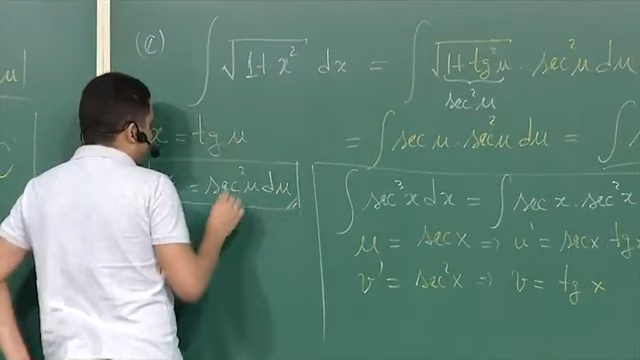 (c) ∫ √(1+x²) dx = ∫ √(1+tg²u) · sec²u du
sec²u
x = tg u
= ∫ sec u · sec²u du = ∫
= sec²u du
∫ sec³x dx = ∫ sec x · sec²x
u = sec x ⇒ u' = sec x tg x
v' = sec²x ⇒ v = tg x